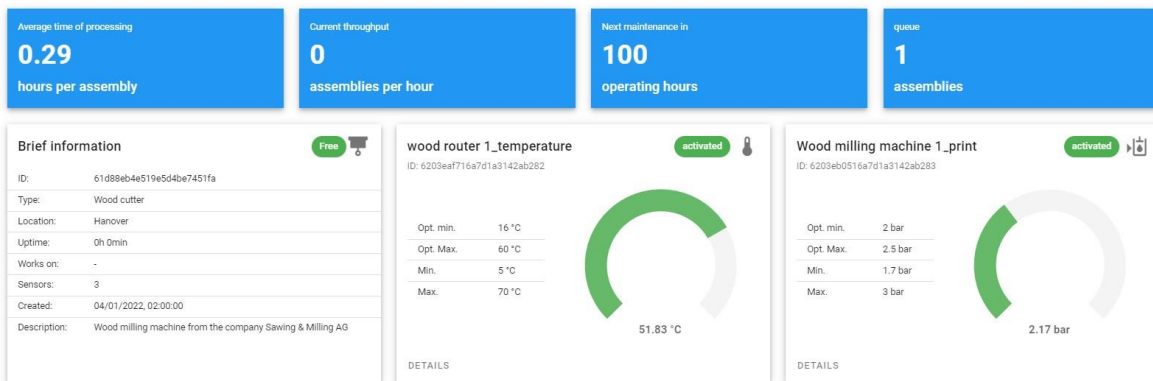 Average time of processing
0.29
hours per assembly
Current throughput
0
assemblies per hour
Next maintenance in
100
operating hours
queue
1
assemblies
Brief information
Free
ID: 61d88eb4e519e5d4be7451fa
Type: Wood cutter
Location: Hanover
Uptime: 0h 0min
Works on: -
Sensors: 3
Created: 04/01/2022, 02:00:00
Description: Wood milling machine from the company Sawing & Milling AG
wood router 1_temperature
activated
ID: 6203eaf716a7d1a3142ab282
Opt. min. 16 °C
Opt. Max. 60 °C
Min. 5 °C
Max. 70 °C
51.83 °C
DETAILS
Wood milling machine 1_print
activated
ID: 6203eb0516a7d1a3142ab283
Opt. min. 2 bar
Opt. Max. 2.5 bar
Min. 1.7 bar
Max. 3 bar
2.17 bar
DETAILS